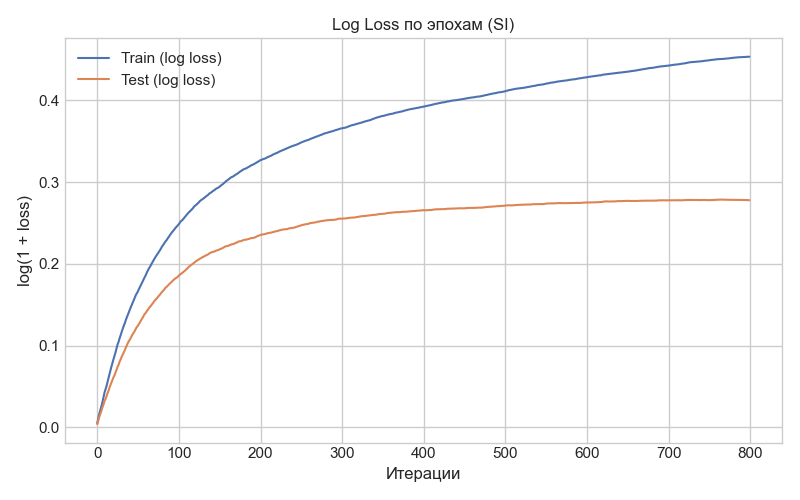 Log Loss по эпохам (SI)
Train (log loss)
Test (log loss)
log(1 + loss)
0.4
0.3
0.2
0.1
0.0
0 100 200 300 400 500 600 700 800
Итерации